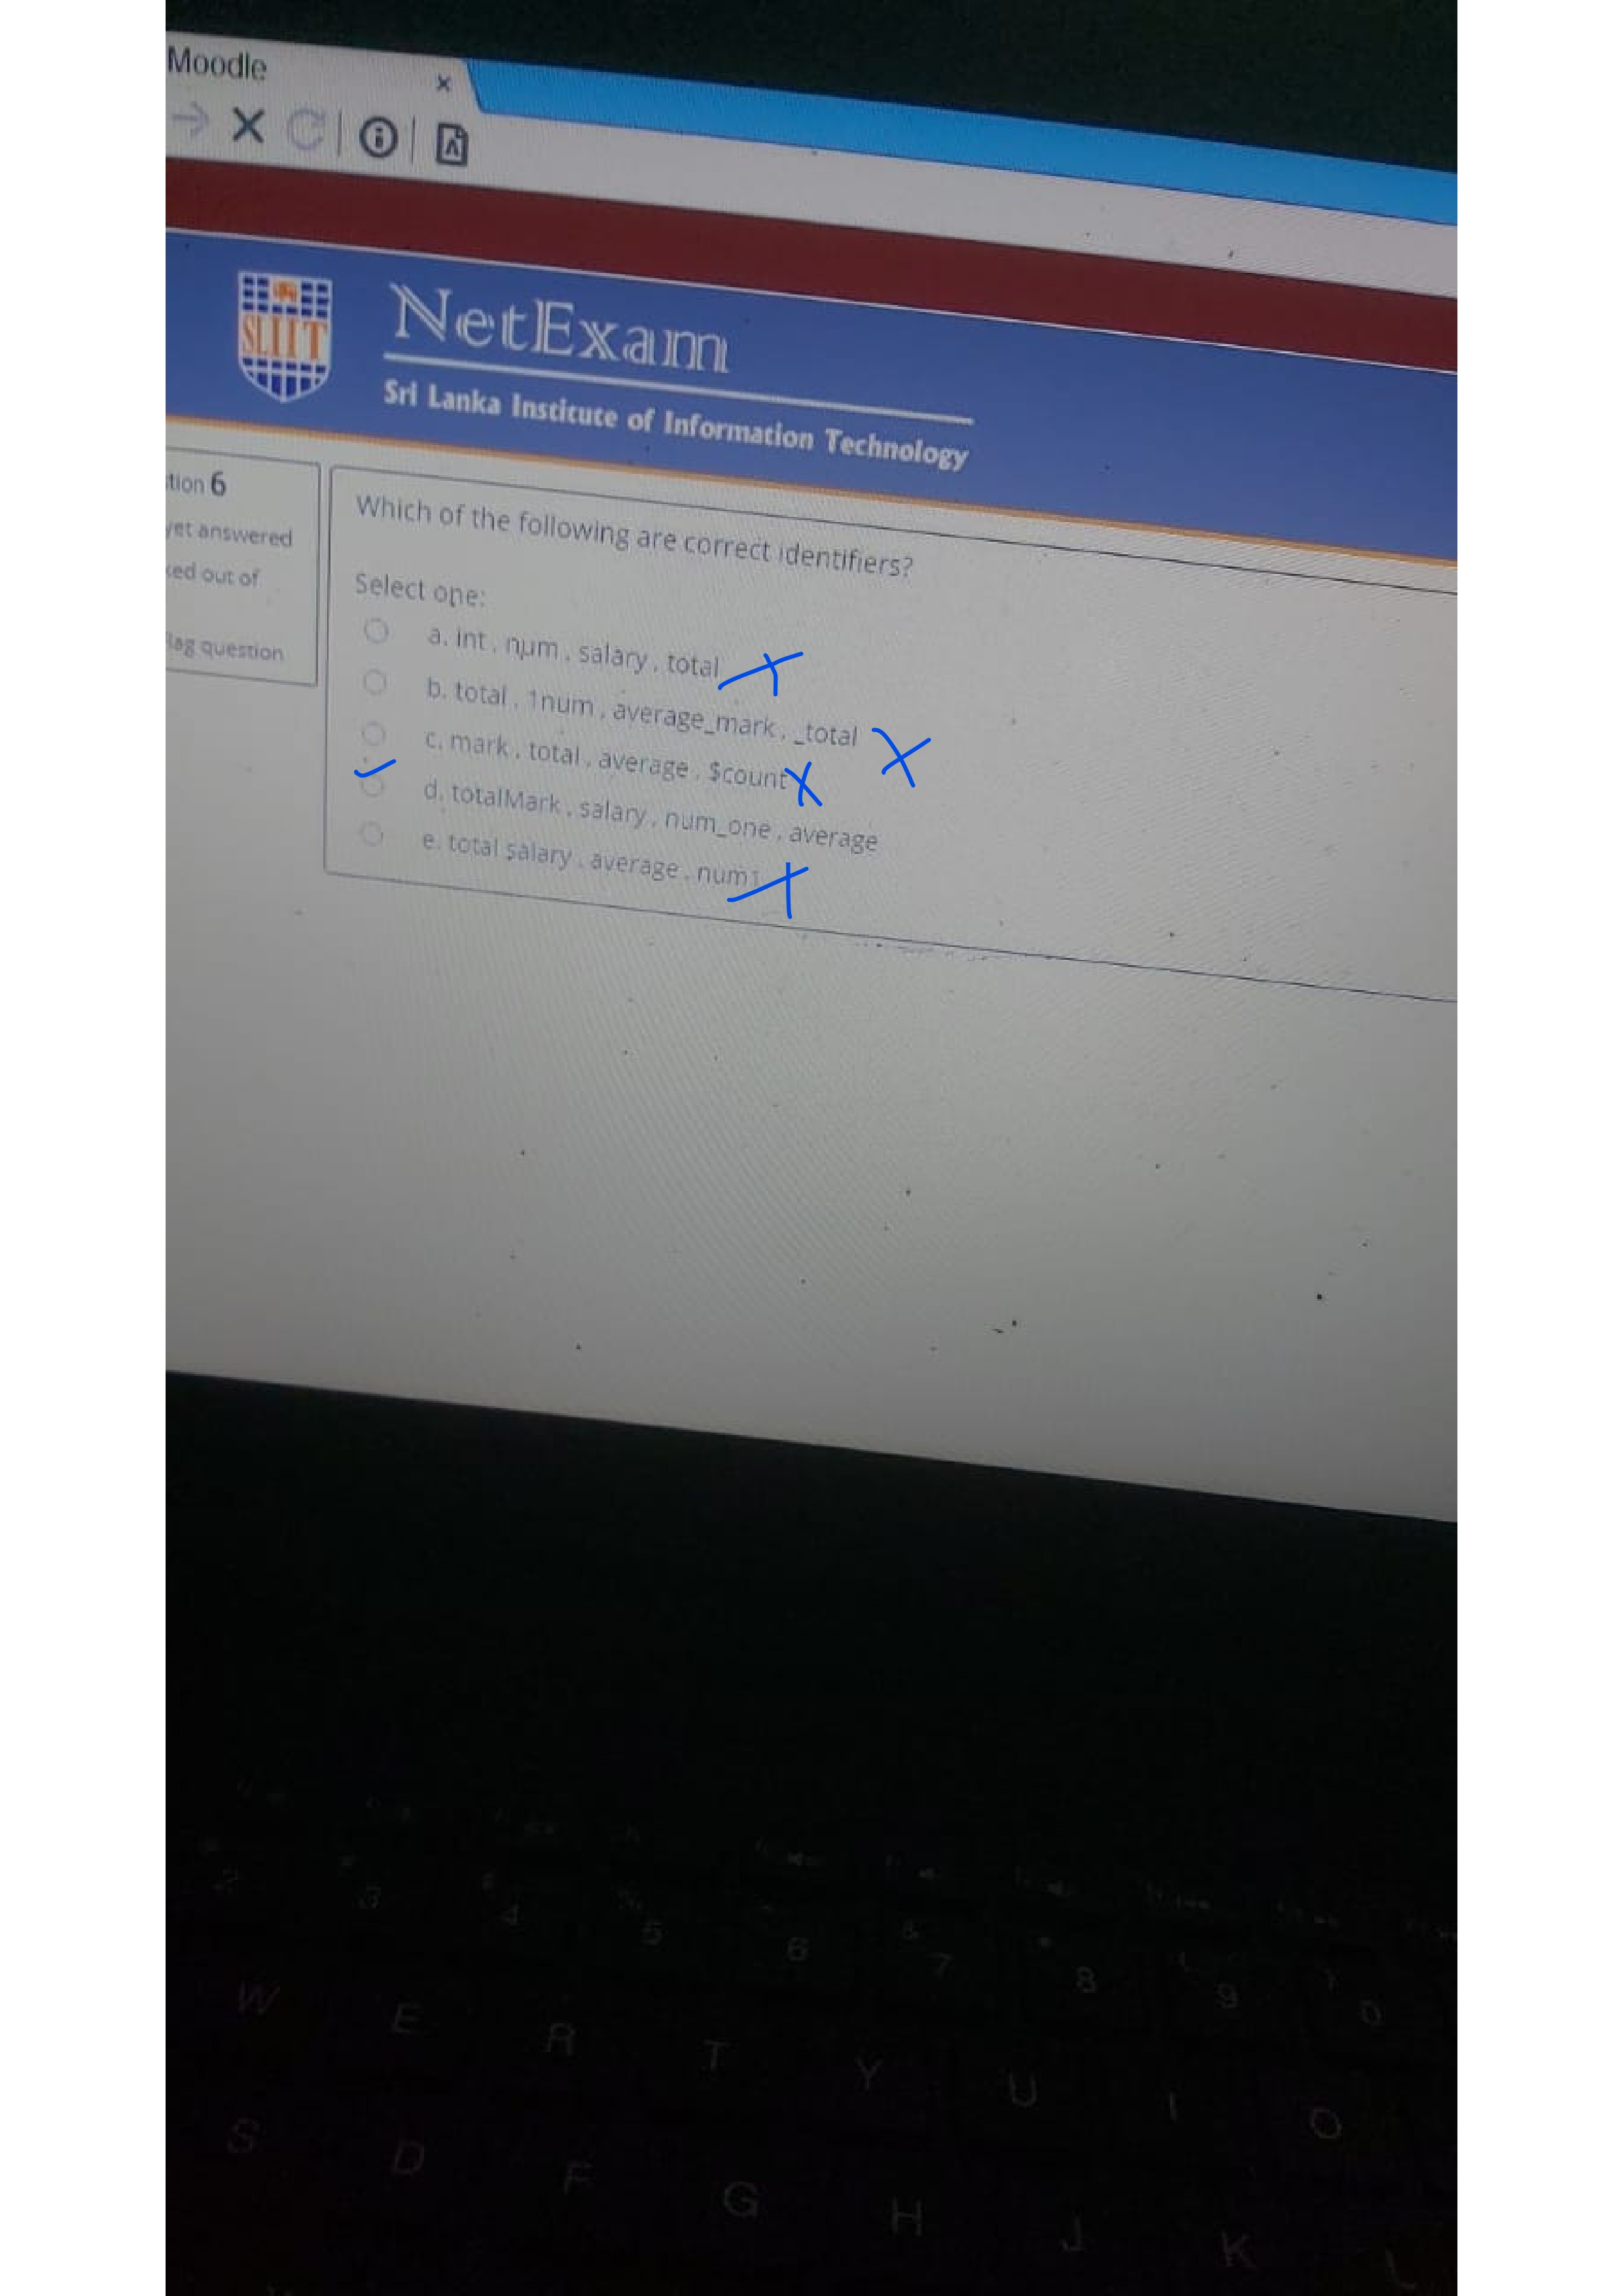 Moodle
SLIIT
NetExam
Sri Lanka Institute of Information Technology
tion 6
yet answered
ked out of
lag question
Which of the following are correct identifiers?
Select one:
a. int , num , salary , total
b. total , 1num , average_mark , _total
c. mark , total , average , $count
d. totalMark , salary , num_one , average
e. total salary , average , num1
2 3 4 5 6 7 8 9 0
W E R T Y U I O
S D F G H J K L